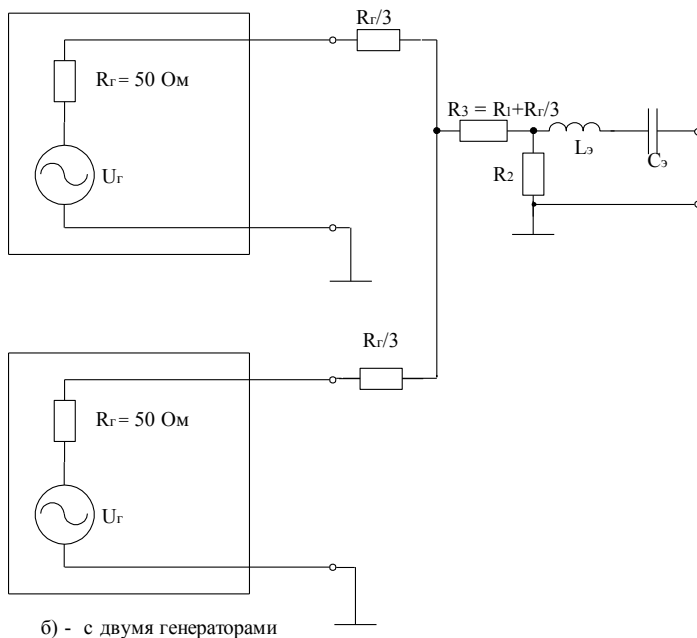 Rг/3
Rг = 50 Ом
Uг
R3 = R1+Rг/3
Lэ
Cэ
R2
Rг/3
Rг = 50 Ом
Uг
б) - с двумя генераторами